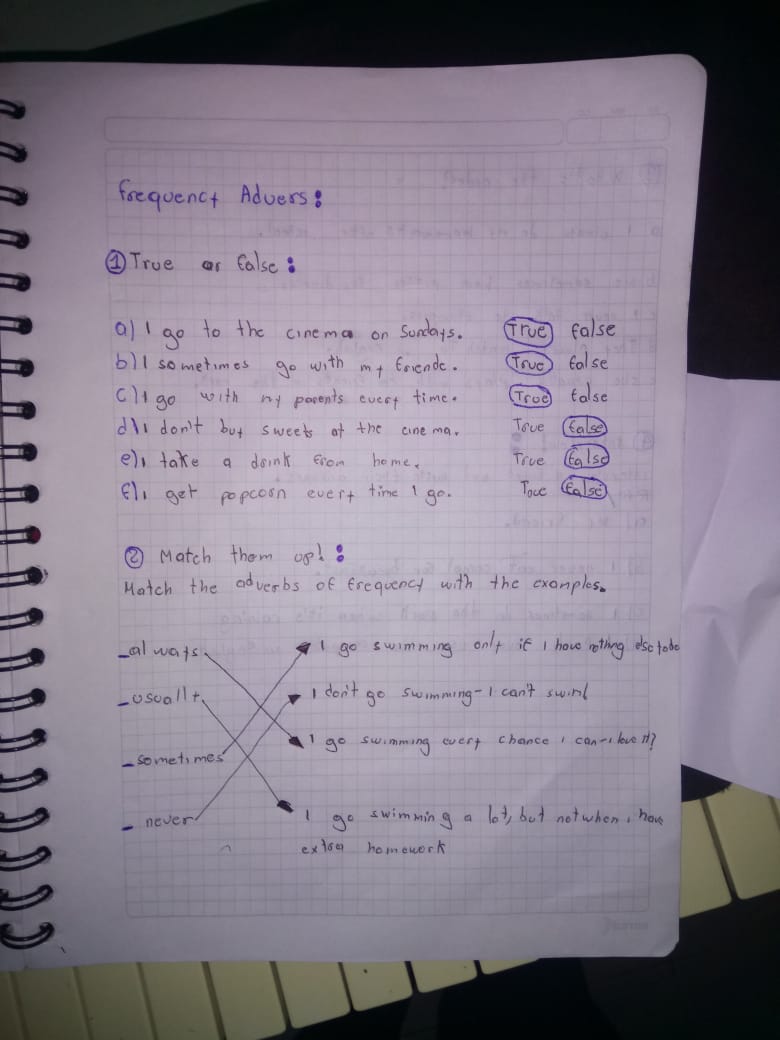 Frequenct Advers:
① True or false:
a) I go to the cinema on Sundays. True false
b) I sometimes go with my friends. True false
c) I go with my parents every time. True false
d) I don't buy sweets at the cinema. True false
e) I take a drink from home. True false
f) I get popcorn every time I go. True false
② Match them up!:
Match the adverbs of frequency with the examples.
_always I go swimming only if I have nothing else to do
_usually I don't go swimming - I can't swim!
_sometimes I go swimming every chance I can - I love it?
_ never I go swimming a lot, but not when I have
extra homework